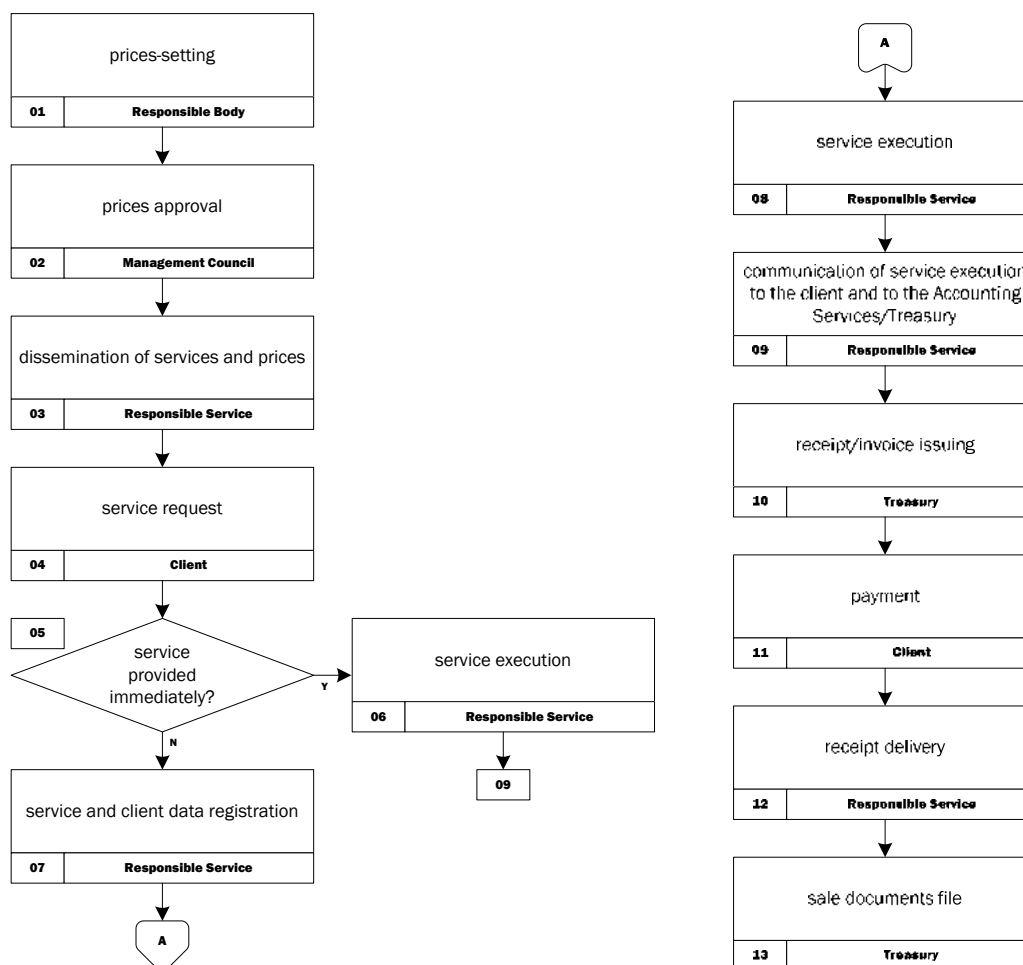 prices-setting
01 Responsible Body
prices approval
02 Management Council
dissemination of services and prices
03 Responsible Service
service request
04 Client
05
service
provided
immediately?
Y
N
service execution
06 Responsible Service
09
service and client data registration
07 Responsible Service
A
A
service execution
08 Responsible Service
communication of service execution
to the client and to the Accounting
Services/Treasury
09 Responsible Service
receipt/invoice issuing
10 Treasury
payment
11 Client
receipt delivery
12 Responsible Service
sale documents file
13 Treasury